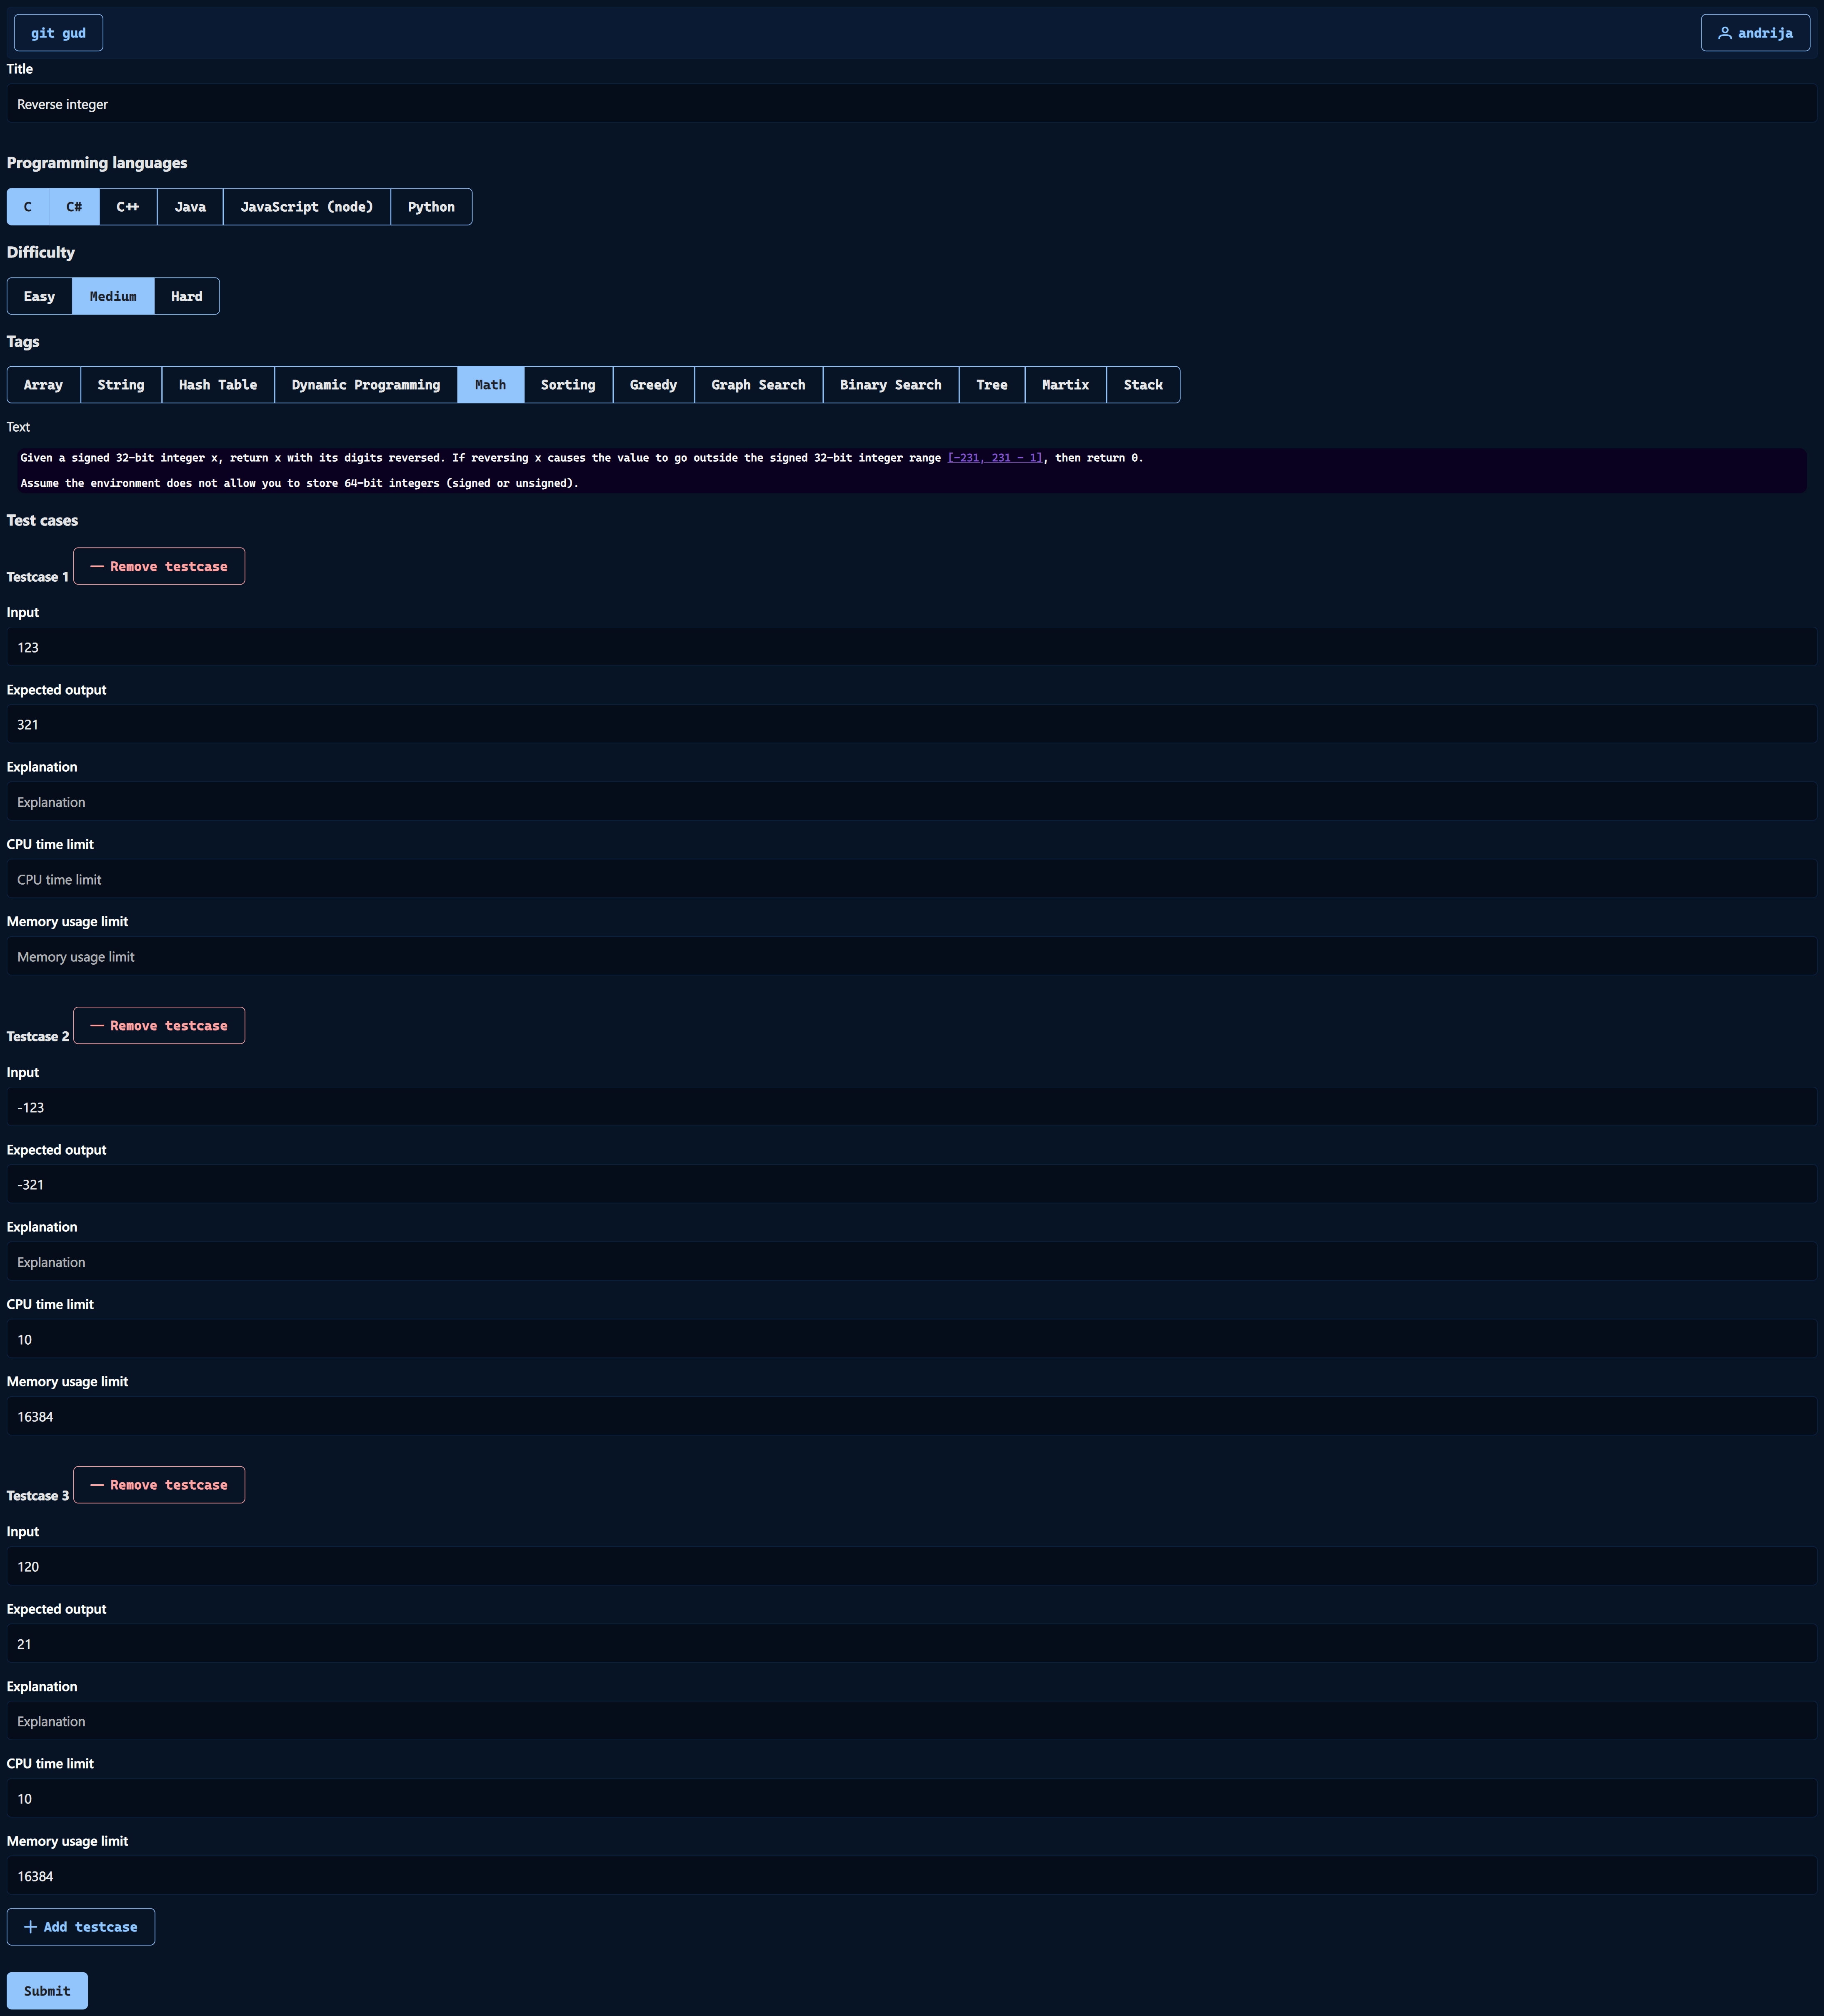 git gud
andrija
Title
Reverse integer
Programming languages
C C# C++ Java JavaScript (node) Python
Difficulty
Easy Medium Hard
Tags
Array String Hash Table Dynamic Programming Math Sorting Greedy Graph Search Binary Search Tree Martix Stack
Text
Given a signed 32-bit integer x, return x with its digits reversed. If reversing x causes the value to go outside the signed 32-bit integer range [-231, 231 - 1], then return 0.
Assume the environment does not allow you to store 64-bit integers (signed or unsigned).
Test cases
Testcase 1 — Remove testcase
Input
123
Expected output
321
Explanation
Explanation
CPU time limit
CPU time limit
Memory usage limit
Memory usage limit
Testcase 2 — Remove testcase
Input
-123
Expected output
-321
Explanation
Explanation
CPU time limit
10
Memory usage limit
16384
Testcase 3 — Remove testcase
Input
120
Expected output
21
Explanation
Explanation
CPU time limit
10
Memory usage limit
16384
+ Add testcase
Submit